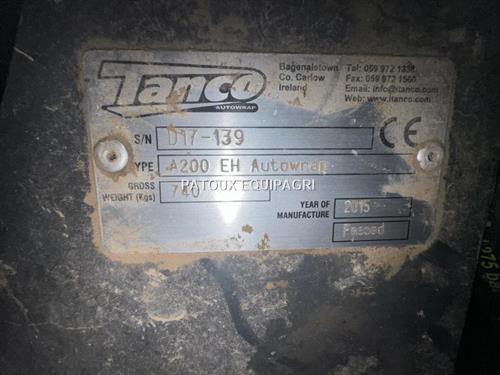 Tanco
AUTOWRAP
Bagenalstown
Co. Carlow
Ireland
Tel: 059 972 1336
Fax: 059 972 1560
Email: info@itanco.com
Web: www.itanco.com
S/N D17-139
CE
TYPE A200 EH Autowrap
GROSS
WEIGHT (Kgs) 740
PATOUX EQUIPAGRI
YEAR OF
MANUFACTURE 2015
Passed